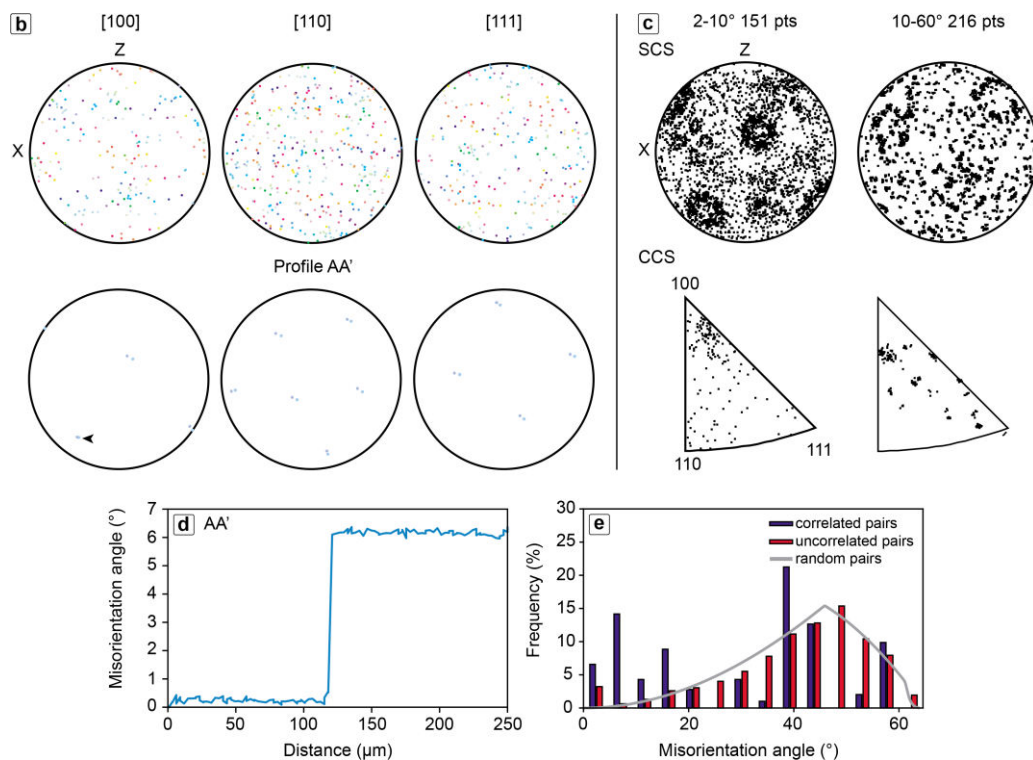 b
[100] [110] [111]
Z
X
Profile AA'
c
2-10° 151 pts 10-60° 216 pts
SCS
Z
X
CCS
100
110
111
d AA'
Misorientation angle (°)
7
6
5
4
3
2
1
0
0 50 100 150 200 250
Distance (µm)
e
Frequency (%)
30
25
20
15
10
5
0
correlated pairs
uncorrelated pairs
random pairs
0 20 40 60
Misorientation angle (°)